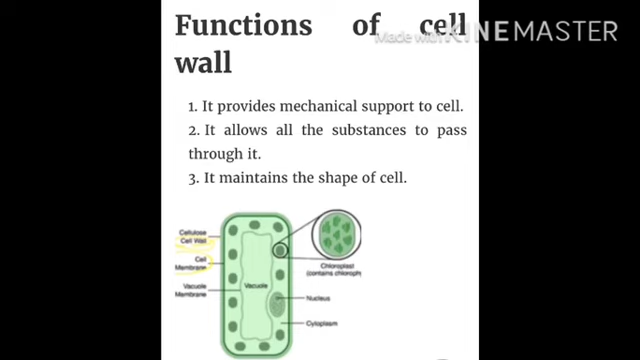 Functions of cell
Made with KINEMASTER
wall
1. It provides mechanical support to cell.
2. It allows all the substances to pass
through it.
3. It maintains the shape of cell.
Cellulose
Cell Wall
Cell
Membrane
Vacuole
Membrane
Vacuole
Chloroplast
(contains chloroph
Nucleus
Cytoplasm